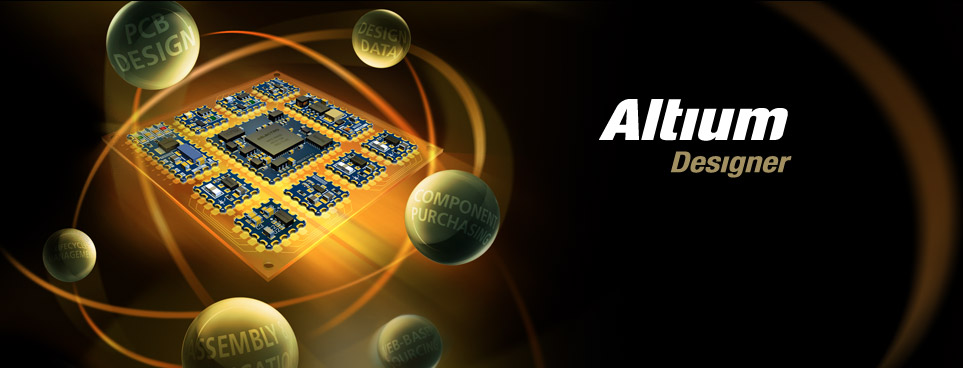 PCB
DESIGN
DESIGN
DATA
Altium
Designer
COMPONENT
PURCHASING
ASSEMBLY